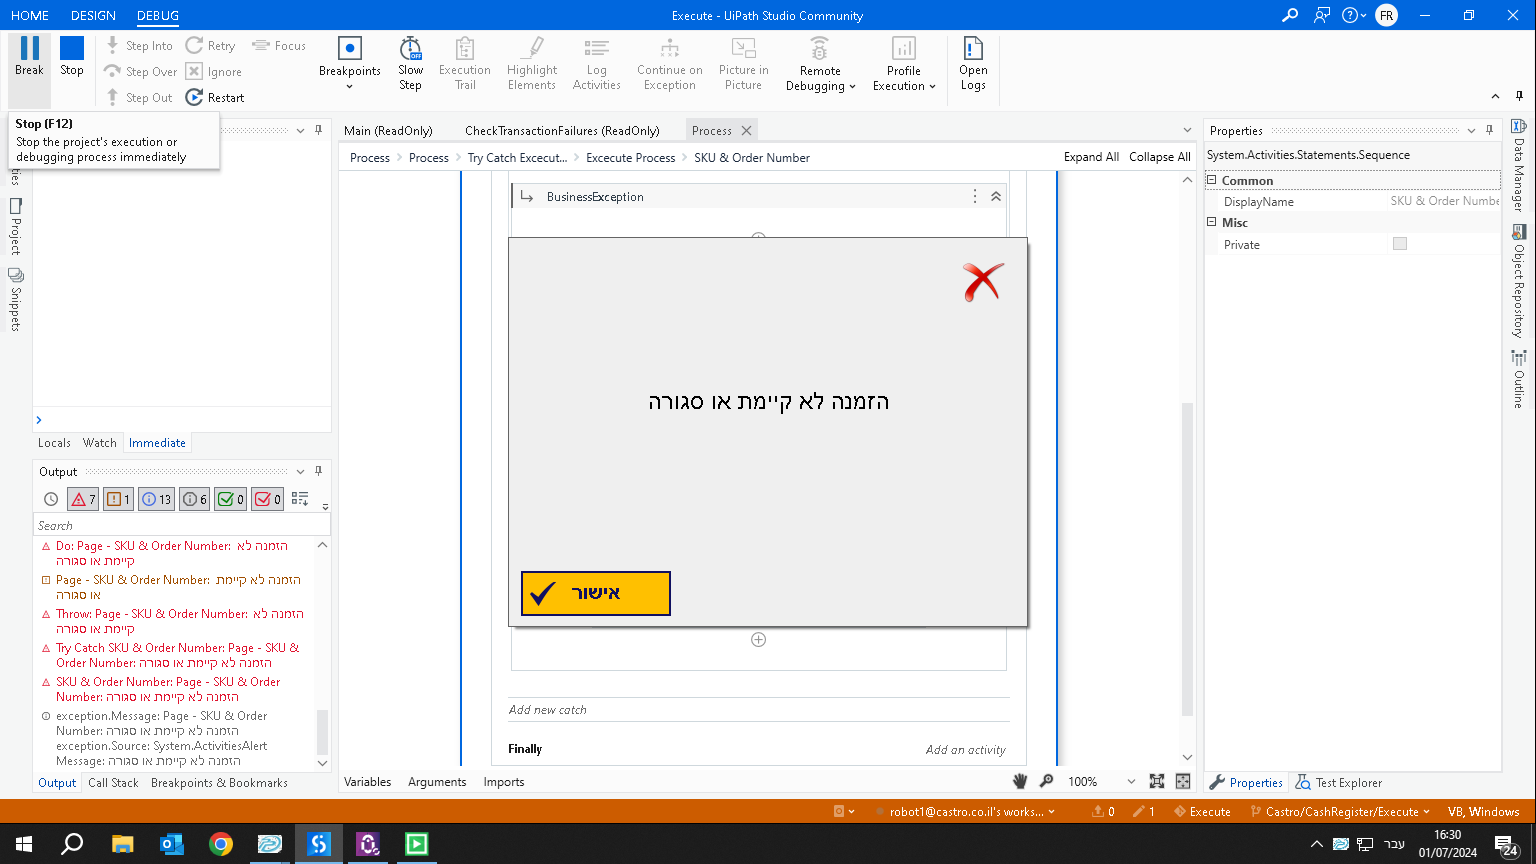 HOME DESIGN DEBUG
Execute - UiPath Studio Community
FR
Break
Stop
Step Into
Step Over
Step Out
Retry
Ignore
Restart
Focus
Breakpoints
Slow Step
Execution Trail
Highlight Elements
Log Activities
Continue on Exception
Picture in Picture
Remote Debugging
Profile Execution
Open Logs
Stop (F12)
Stop the project's execution or
debugging process immediately
Project
Snippets
Locals Watch Immediate
Output
7 1 13 6 0 0
Search
Do: Page - SKU & Order Number: הזמנה לא
קיימת או סגורה
Page - SKU & Order Number: הזמנה לא קיימת
או סגורה
Throw: Page - SKU & Order Number: הזמנה לא
קיימת או סגורה
Try Catch SKU & Order Number: Page - SKU &
Order Number: הזמנה לא קיימת או סגורה
SKU & Order Number: Page - SKU & Order
Number: הזמנה לא קיימת או סגורה
exception.Message: Page - SKU & Order
Number: הזמנה לא קיימת או סגורה
exception.Source: System.ActivitiesAlert
Message: הזמנה לא קיימת או סגורה
Output Call Stack Breakpoints & Bookmarks
Main (ReadOnly) CheckTransactionFailures (ReadOnly) Process
Process Process Try Catch Excecut... Excecute Process SKU & Order Number
Expand All Collapse All
BusinessException
הזמנה לא קיימת או סגורה
אישור
Add new catch
Finally
Add an activity
Variables Arguments Imports
100%
Properties
System.Activities.Statements.Sequence
Common
DisplayName SKU & Order Numbe
Misc
Private
Properties Test Explorer
Data Manager
Object Repository
Outline
robot1@castro.co.il's works...
0 1 Execute Castro/CashRegister/Execute VB, Windows
עבר
16:30
01/07/2024
24